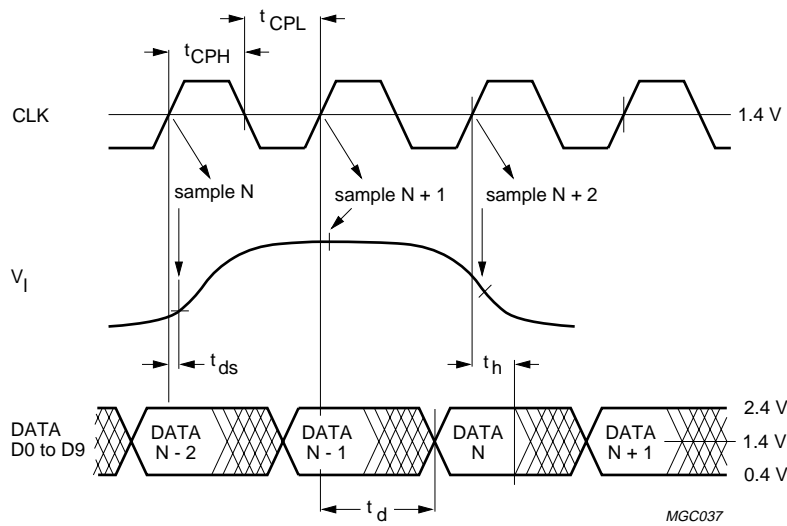 t CPL
t CPH
CLK
1.4 V
sample N
sample N + 1
sample N + 2
V I
t ds
t h
DATA
D0 to D9
DATA
N - 2
DATA
N - 1
DATA
N
DATA
N + 1
2.4 V
1.4 V
0.4 V
t d
MGC037